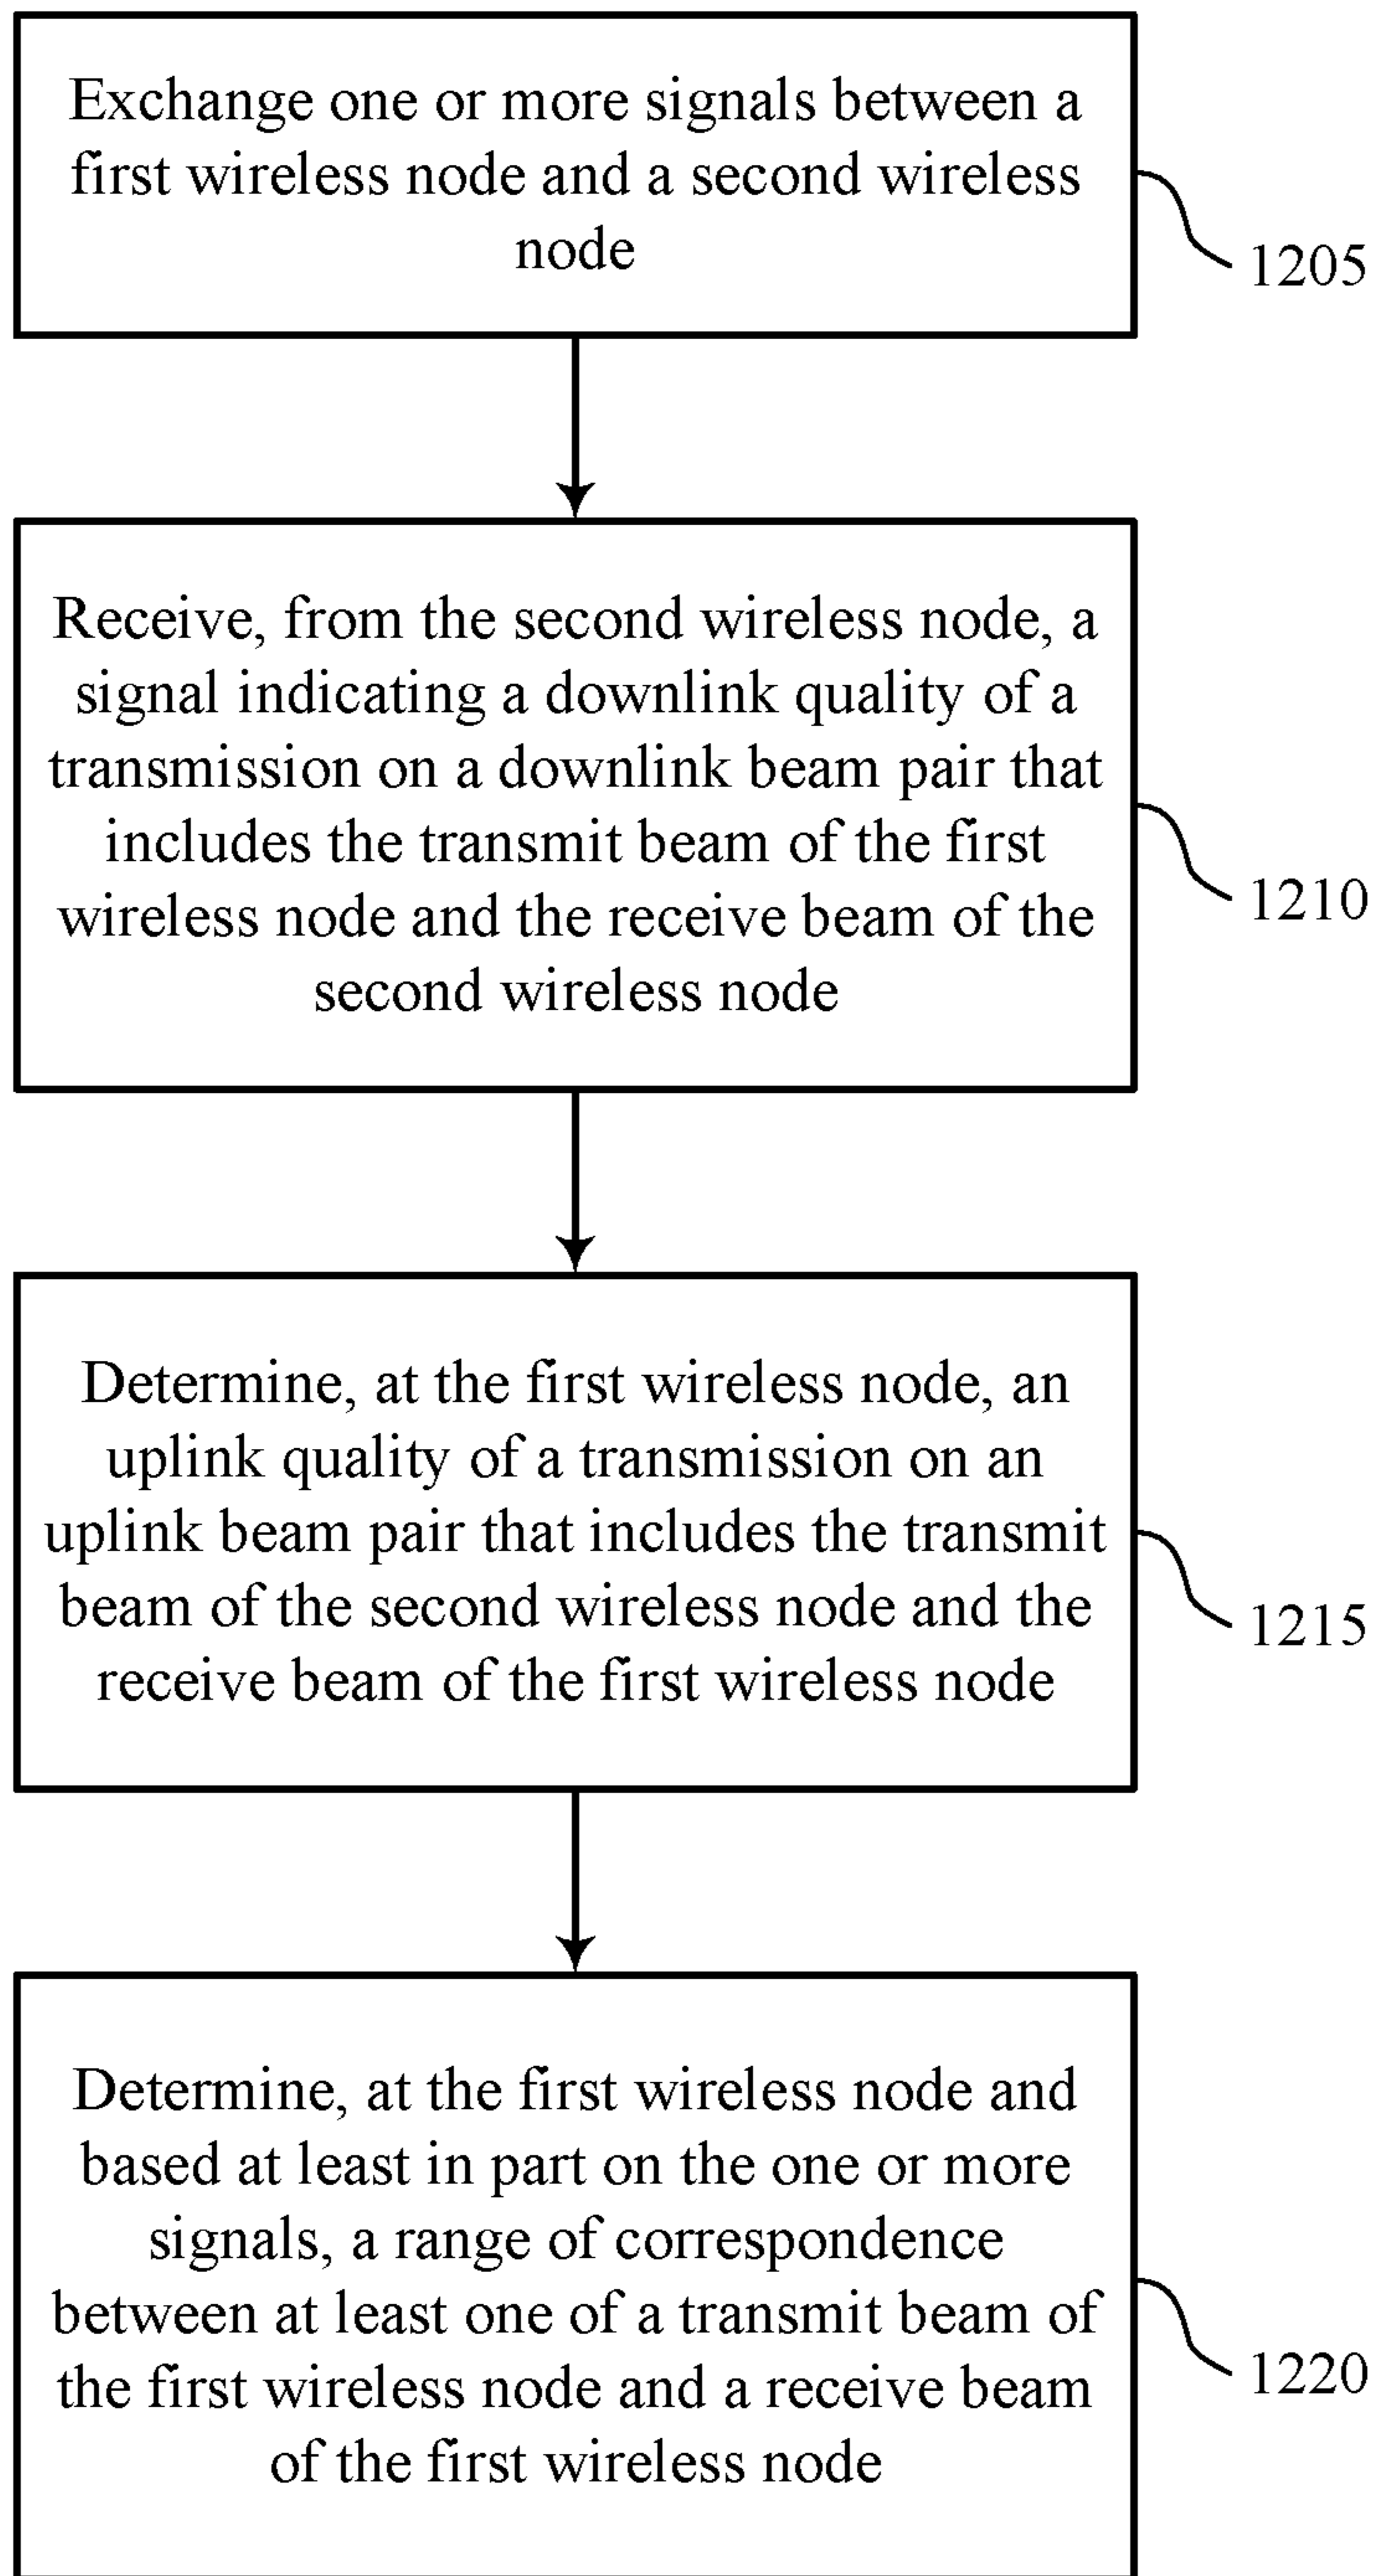 Exchange one or more signals between a
first wireless node and a second wireless
node
1205
Receive, from the second wireless node, a
signal indicating a downlink quality of a
transmission on a downlink beam pair that
includes the transmit beam of the first
wireless node and the receive beam of the
second wireless node
1210
Determine, at the first wireless node, an
uplink quality of a transmission on an
uplink beam pair that includes the transmit
beam of the second wireless node and the
receive beam of the first wireless node
1215
Determine, at the first wireless node and
based at least in part on the one or more
signals, a range of correspondence
between at least one of a transmit beam of
the first wireless node and a receive beam
of the first wireless node
1220